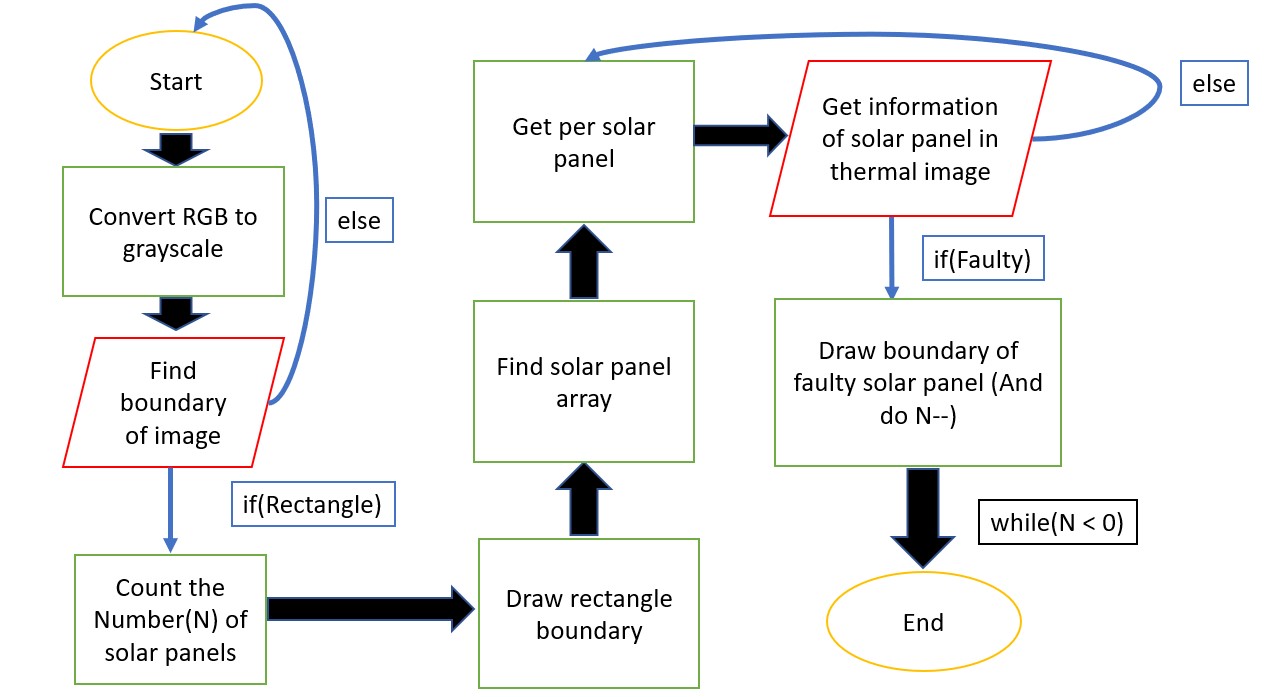 Start
Convert RGB to
grayscale
else
Find
boundary
of image
if(Rectangle)
Count the
Number(N) of
solar panels
Draw rectangle
boundary
Find solar panel
array
Get per solar
panel
Get information
of solar panel in
thermal image
else
if(Faulty)
Draw boundary of
faulty solar panel (And
do N--)
while(N < 0)
End